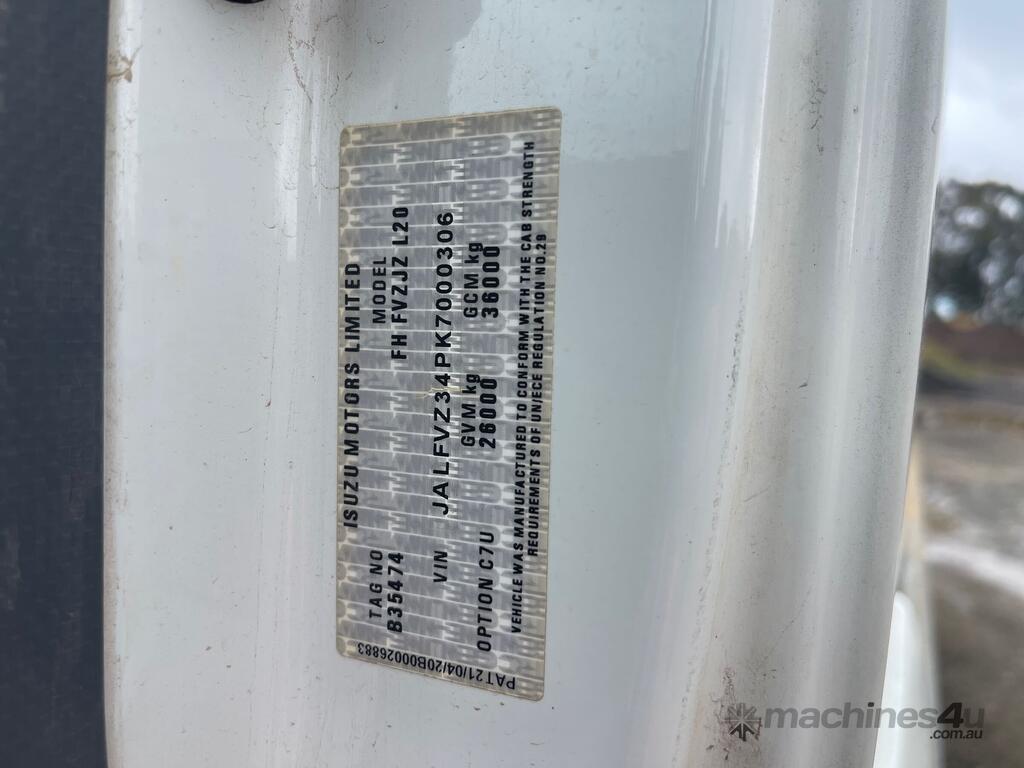 ISUZU MOTORS LIMITED
TAG NO MODEL
B35474 FH FVZJZ L20
VIN JALFVZ34PK7000306
GVM kg GCM kg
OPTION C7U 26000 36000
VEHICLE WAS MANUFACTURED TO CONFORM WITH THE CAB STRENGTH
REQUIREMENTS OF UN/ECE REGULATION NO.29
PAT21/04/20B00026883
machines4u
.com.au